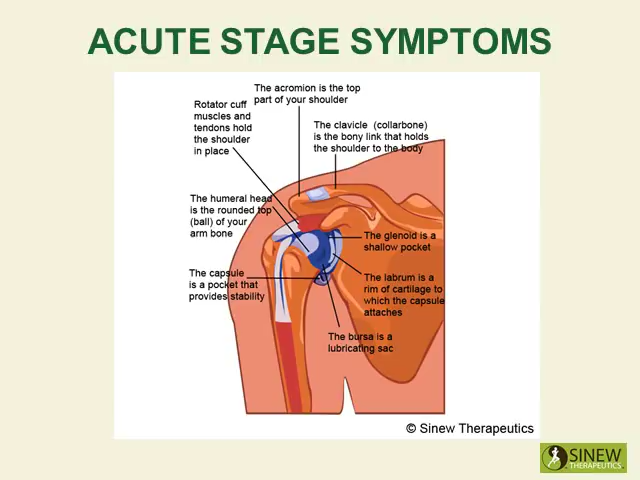 ACUTE STAGE SYMPTOMS
The acromion is the top
part of your shoulder
Rotator cuff
muscles and
tendons hold
the shoulder
in place
The clavicle (collarbone)
is the bony link that holds
the shoulder to the body
The humeral head
is the rounded top
(ball) of your
arm bone
The glenoid is a
shallow pocket
The capsule
is a pocket that
provides stability
The labrum is a
rim of cartilage to
which the capsule
attaches
The bursa is a
lubricating sac
© Sinew Therapeutics
SINEW
THERAPEUTICS